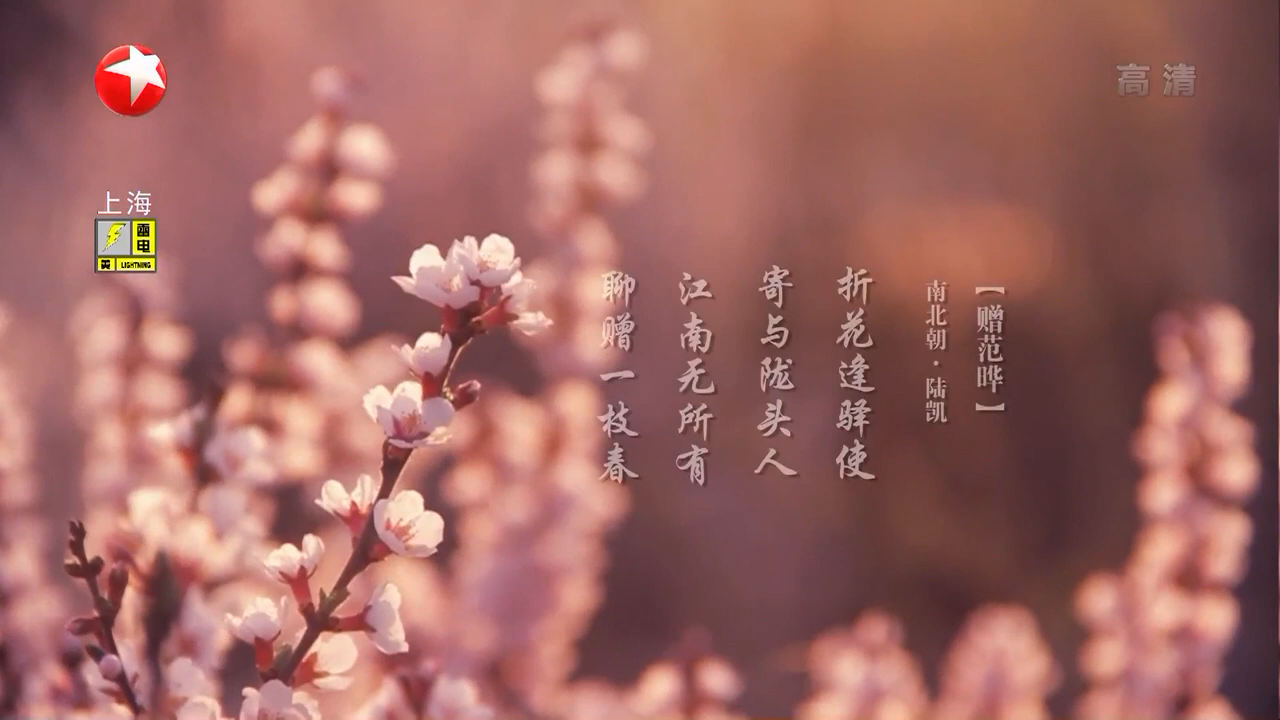 高清
上海
雷电
黄 LIGHTNING
【赠范晔】
南北朝·陆凯
折花逢驿使
寄与陇头人
江南无所有
聊赠一枝春